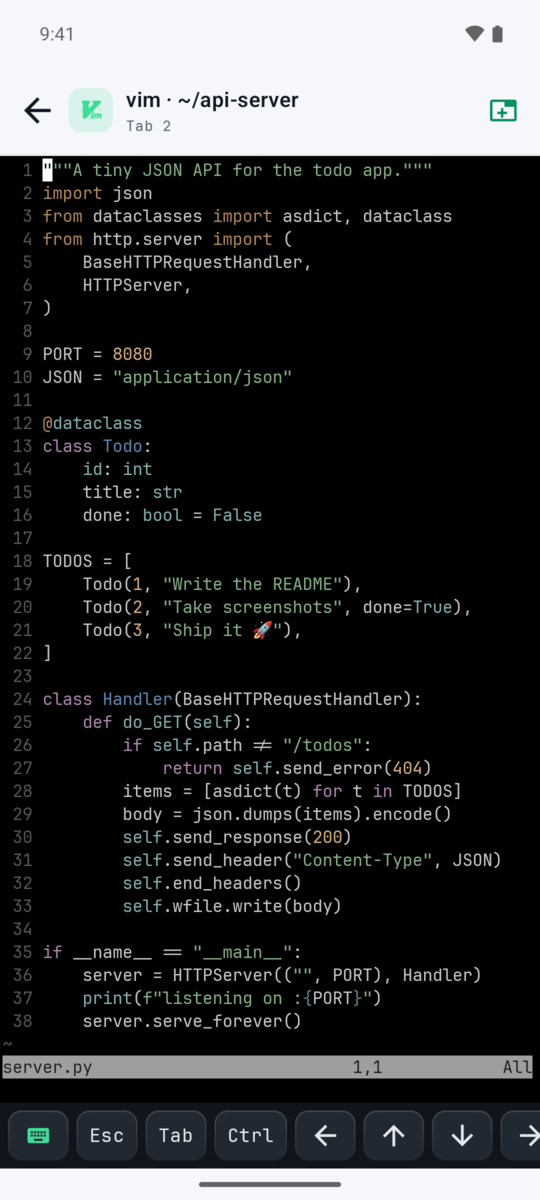 9:41
vim · ~/api-server
Tab 2
1 """A tiny JSON API for the todo app."""
2 import json
3 from dataclasses import asdict, dataclass
4 from http.server import (
5     BaseHTTPRequestHandler,
6     HTTPServer,
7 )
8
9 PORT = 8080
10 JSON = "application/json"
11
12 @dataclass
13 class Todo:
14     id: int
15     title: str
16     done: bool = False
17
18 TODOS = [
19     Todo(1, "Write the README"),
20     Todo(2, "Take screenshots", done=True),
21     Todo(3, "Ship it 🚀"),
22 ]
23
24 class Handler(BaseHTTPRequestHandler):
25     def do_GET(self):
26         if self.path != "/todos":
27             return self.send_error(404)
28         items = [asdict(t) for t in TODOS]
29         body = json.dumps(items).encode()
30         self.send_response(200)
31         self.send_header("Content-Type", JSON)
32         self.end_headers()
33         self.wfile.write(body)
34
35 if __name__ == "__main__":
36     server = HTTPServer(("", PORT), Handler)
37     print(f"listening on :{PORT}")
38     server.serve_forever()
~
server.py 1,1 All
Esc Tab Ctrl ← ↑ ↓ →